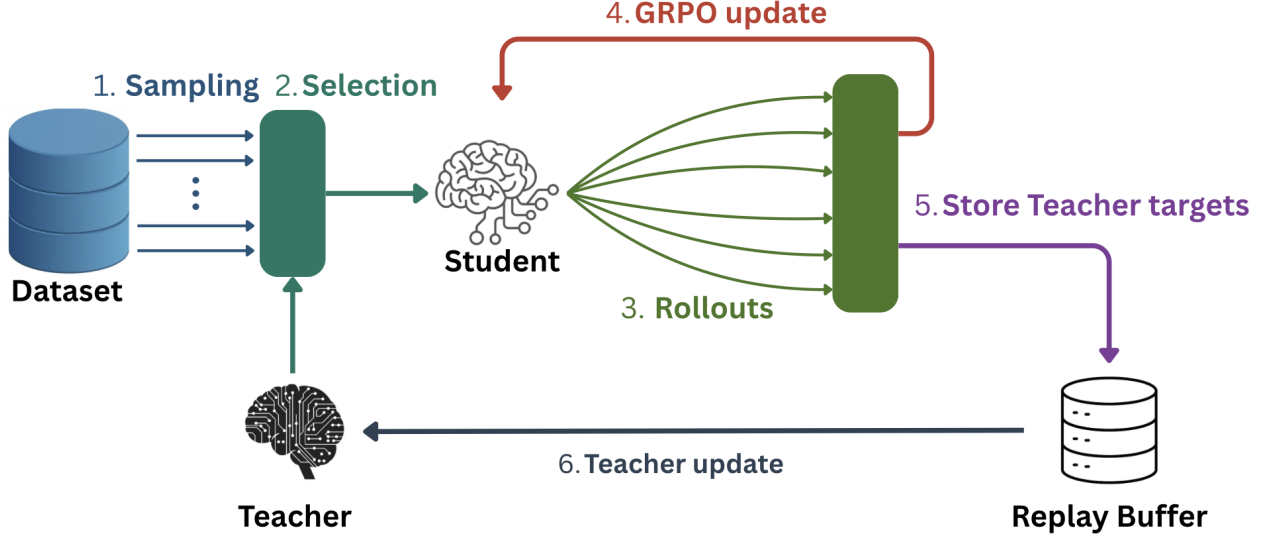 4. GRPO update
1. Sampling
2. Selection
5. Store Teacher targets
Student
Dataset
3. Rollouts
6. Teacher update
Teacher
Replay Buffer